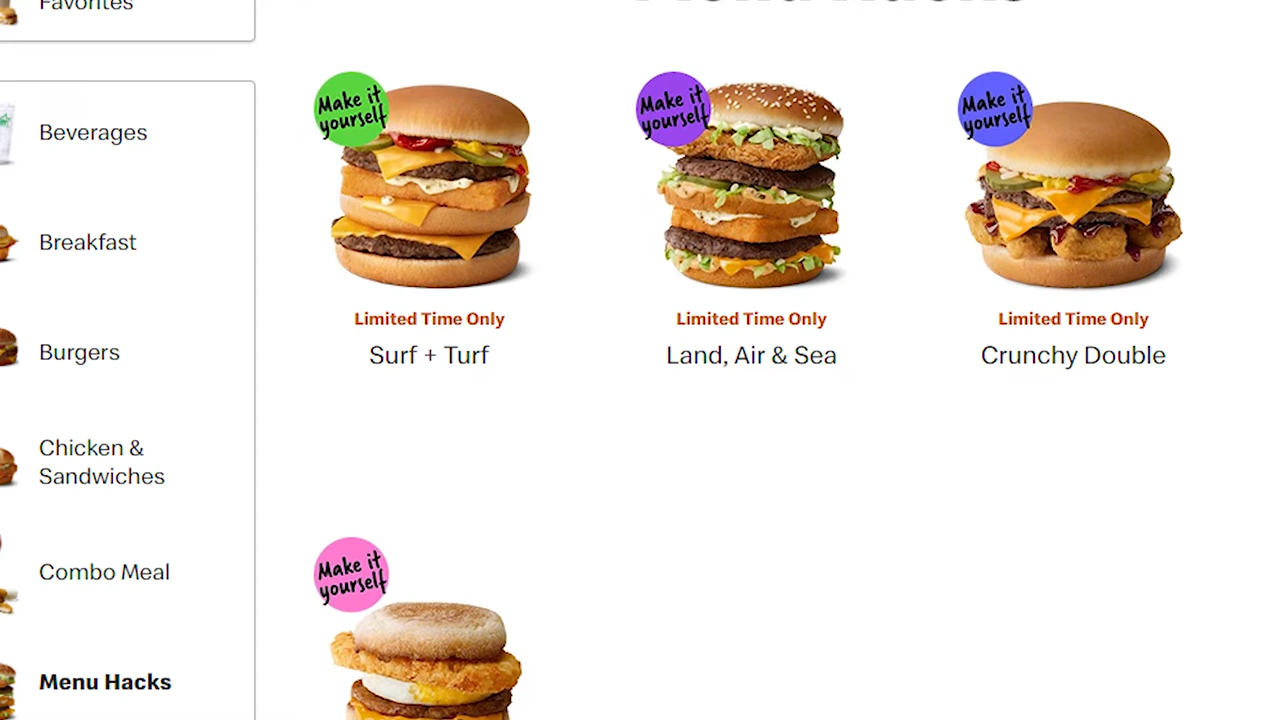 Favorites
Menu Hacks
Beverages
Breakfast
Burgers
Chicken &
Sandwiches
Combo Meal
Menu Hacks
Make it
yourself
Limited Time Only
Surf + Turf
Make it
yourself
Limited Time Only
Land, Air & Sea
Make it
yourself
Limited Time Only
Crunchy Double
Make it
yourself